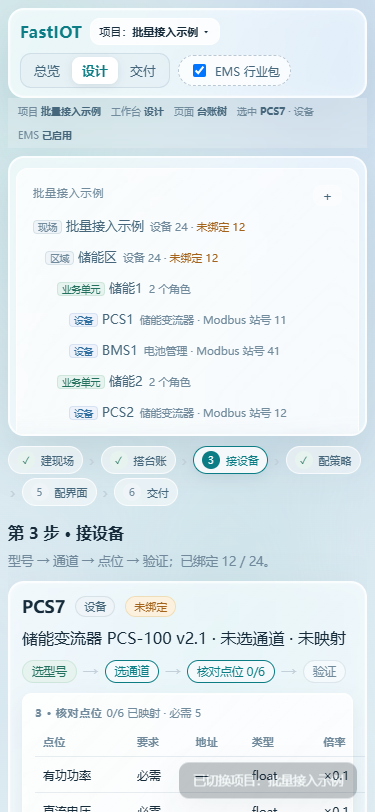 FastIOT 项目: 批量接入示例
总览 设计 交付 EMS 行业包
项目 批量接入示例 工作台 设计 页面 台账树 选中 PCS7 · 设备
EMS 已启用
批量接入示例 +
现场 批量接入示例 设备 24 · 未绑定 12
区域 储能区 设备 24 · 未绑定 12
业务单元 储能1 2 个角色
设备 PCS1 储能变流器 · Modbus 站号 11
设备 BMS1 电池管理 · Modbus 站号 41
业务单元 储能2 2 个角色
设备 PCS2 储能变流器 · Modbus 站号 12
✓ 建现场 › ✓ 搭台账 › 3 接设备 › ✓ 配策略
› 5 配界面 › 6 交付
第 3 步 • 接设备
型号 → 通道 → 点位 → 验证；已绑定 12 / 24。
PCS7 设备 未绑定
储能变流器 PCS-100 v2.1 · 未选通道 · 未映射
选型号 → 选通道 → 核对点位 0/6 → 验证
3 • 核对点位 0/6 已映射 · 必需 5
点位 要求 地址 类型 倍率
有功功率 必需 — float ×0.1
已切换项目：批量接入示例
直流电压 必需 float ×0.1